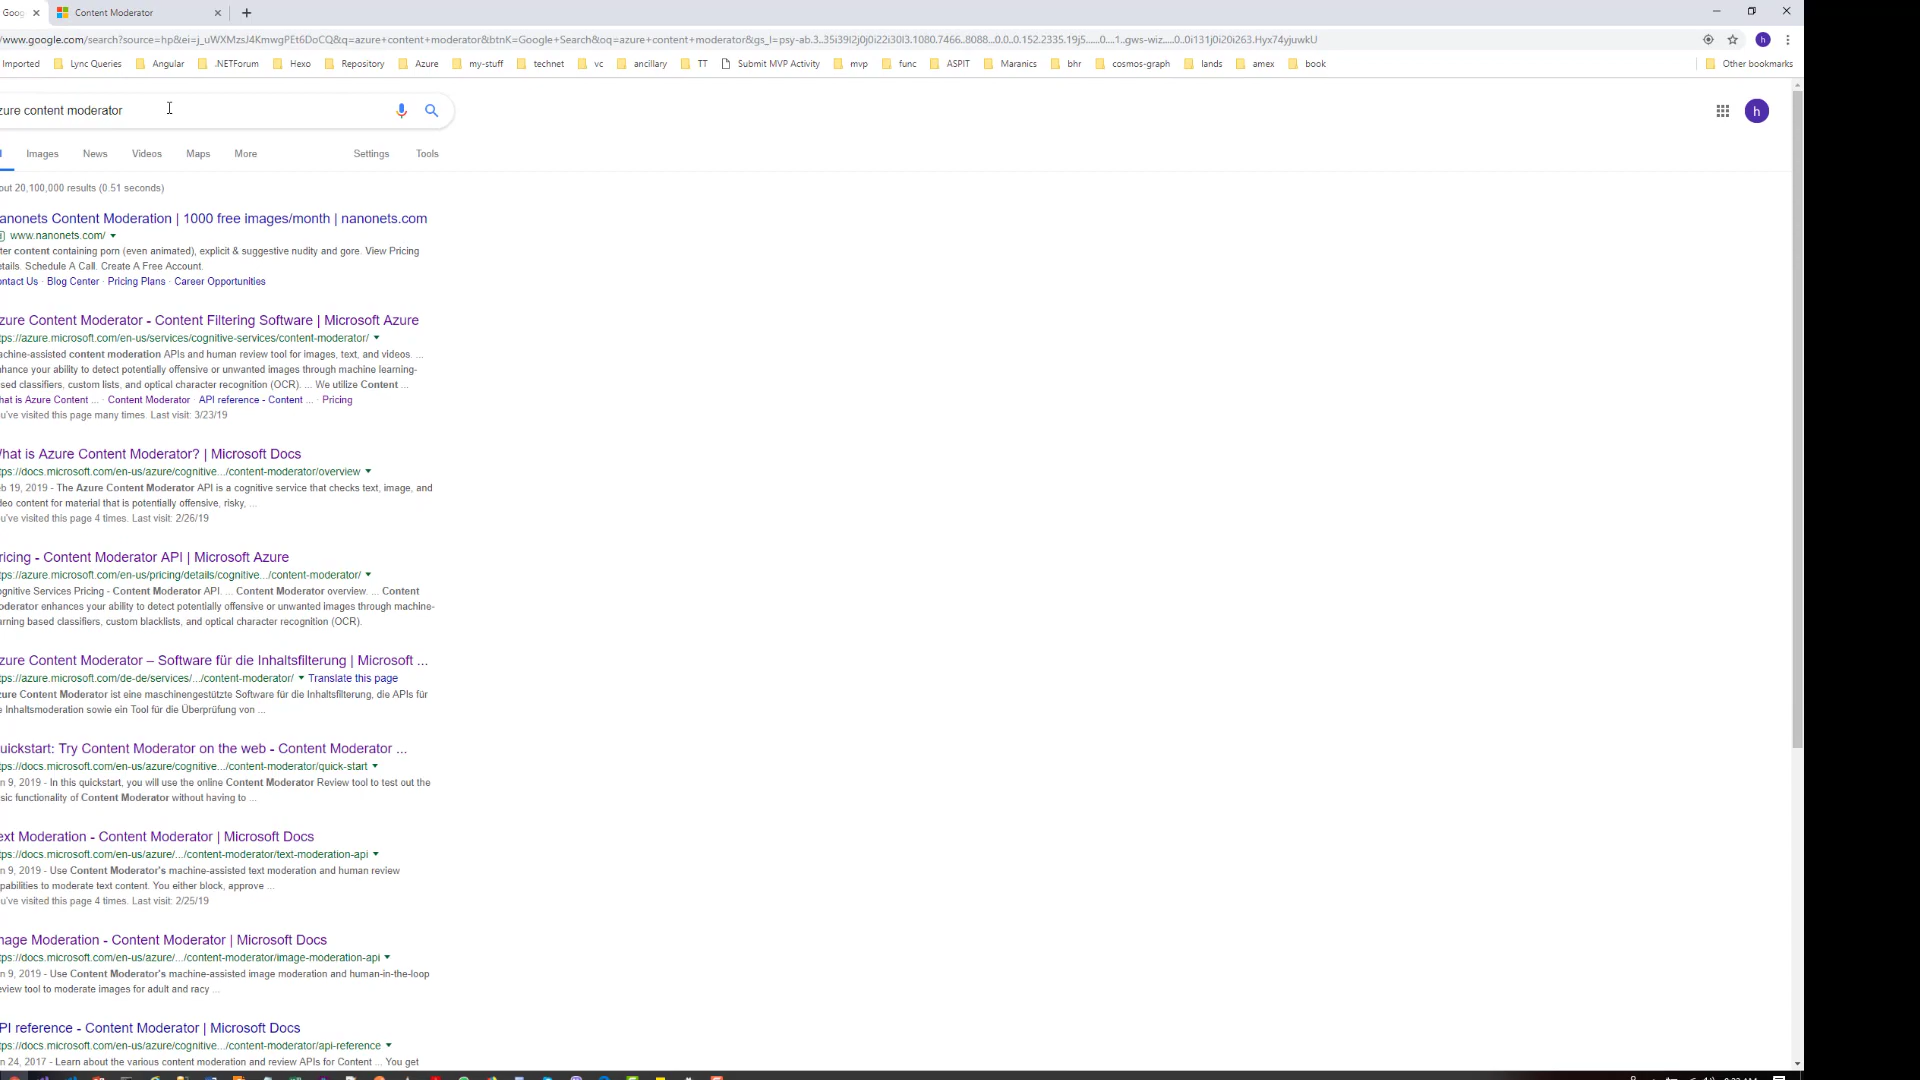 Goo
Content Moderator
/www.google.com/search?source=hp&ei=j_uWXMzsJ4KmwgPEt6DoCQ&q=azure+content+moderator&btnK=Google+Search&oq=azure+content+moderator&gs_l=psy-ab.3..35i39l2j0j0i22i30l3.1080.7466..8088...0.0..0.152.2335.19j5......0....1..gws-wiz.....0..0i131j0i20i263.Hyx74yjuwkU
Imported Lync Queries Angular .NETForum Hexo Repository Azure my-stuff technet vc ancillary TT Submit MVP Activity mvp func ASPIT Maranics bhr cosmos-graph lands amex book Other bookmarks
zure content moderator
h
Images News Videos Maps More Settings Tools
out 20,100,000 results (0.51 seconds)
anonets Content Moderation | 1000 free images/month | nanonets.com
www.nanonets.com/
ter content containing porn (even animated), explicit & suggestive nudity and gore. View Pricing
etails. Schedule A Call. Create A Free Account.
ontact Us · Blog Center · Pricing Plans · Career Opportunities
zure Content Moderator - Content Filtering Software | Microsoft Azure
tps://azure.microsoft.com/en-us/services/cognitive-services/content-moderator/
achine-assisted content moderation APIs and human review tool for images, text, and videos. ...
nhance your ability to detect potentially offensive or unwanted images through machine learning-
sed classifiers, custom lists, and optical character recognition (OCR). ... We utilize Content ...
hat is Azure Content ... · Content Moderator · API reference - Content ... · Pricing
u've visited this page many times. Last visit: 3/23/19
hat is Azure Content Moderator? | Microsoft Docs
tps://docs.microsoft.com/en-us/azure/cognitive.../content-moderator/overview
eb 19, 2019 - The Azure Content Moderator API is a cognitive service that checks text, image, and
deo content for material that is potentially offensive, risky, ...
u've visited this page 4 times. Last visit: 2/26/19
ricing - Content Moderator API | Microsoft Azure
tps://azure.microsoft.com/en-us/pricing/details/cognitive.../content-moderator/
ognitive Services Pricing - Content Moderator API. ... Content Moderator overview. ... Content
oderator enhances your ability to detect potentially offensive or unwanted images through machine-
arning based classifiers, custom blacklists, and optical character recognition (OCR).
zure Content Moderator – Software für die Inhaltsfilterung | Microsoft ...
tps://azure.microsoft.com/de-de/services/.../content-moderator/ Translate this page
zure Content Moderator ist eine maschinengestützte Software für die Inhaltsfilterung, die APIs für
e Inhaltsmoderation sowie ein Tool für die Überprüfung von ...
uickstart: Try Content Moderator on the web - Content Moderator ...
tps://docs.microsoft.com/en-us/azure/cognitive.../content-moderator/quick-start
n 9, 2019 - In this quickstart, you will use the online Content Moderator Review tool to test out the
sic functionality of Content Moderator without having to ...
ext Moderation - Content Moderator | Microsoft Docs
tps://docs.microsoft.com/en-us/azure/.../content-moderator/text-moderation-api
n 9, 2019 - Use Content Moderator's machine-assisted text moderation and human review
pabilities to moderate text content. You either block, approve ...
u've visited this page 4 times. Last visit: 2/25/19
mage Moderation - Content Moderator | Microsoft Docs
tps://docs.microsoft.com/en-us/azure/.../content-moderator/image-moderation-api
n 9, 2019 - Use Content Moderator's machine-assisted image moderation and human-in-the-loop
eview tool to moderate images for adult and racy ...
PI reference - Content Moderator | Microsoft Docs
tps://docs.microsoft.com/en-us/azure/cognitive.../content-moderator/api-reference
n 24, 2017 - Learn about the various content moderation and review APIs for Content ... You get